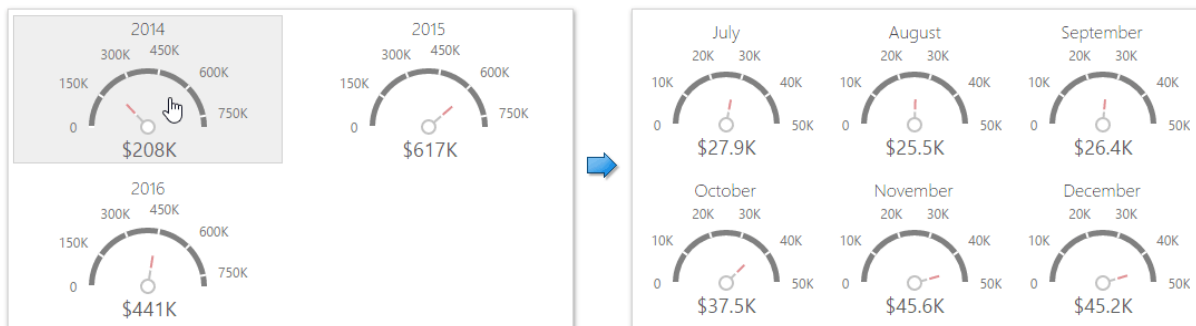 2014
300K 450K
150K 600K
0 750K
$208K
2015
300K 450K
150K 600K
0 750K
$617K
2016
300K 450K
150K 600K
0 750K
$441K
July
20K 30K
10K 40K
0 50K
$27.9K
August
20K 30K
10K 40K
0 50K
$25.5K
September
20K 30K
10K 40K
0 50K
$26.4K
October
20K 30K
10K 40K
0 50K
$37.5K
November
20K 30K
10K 40K
0 50K
$45.6K
December
20K 30K
10K 40K
0 50K
$45.2K